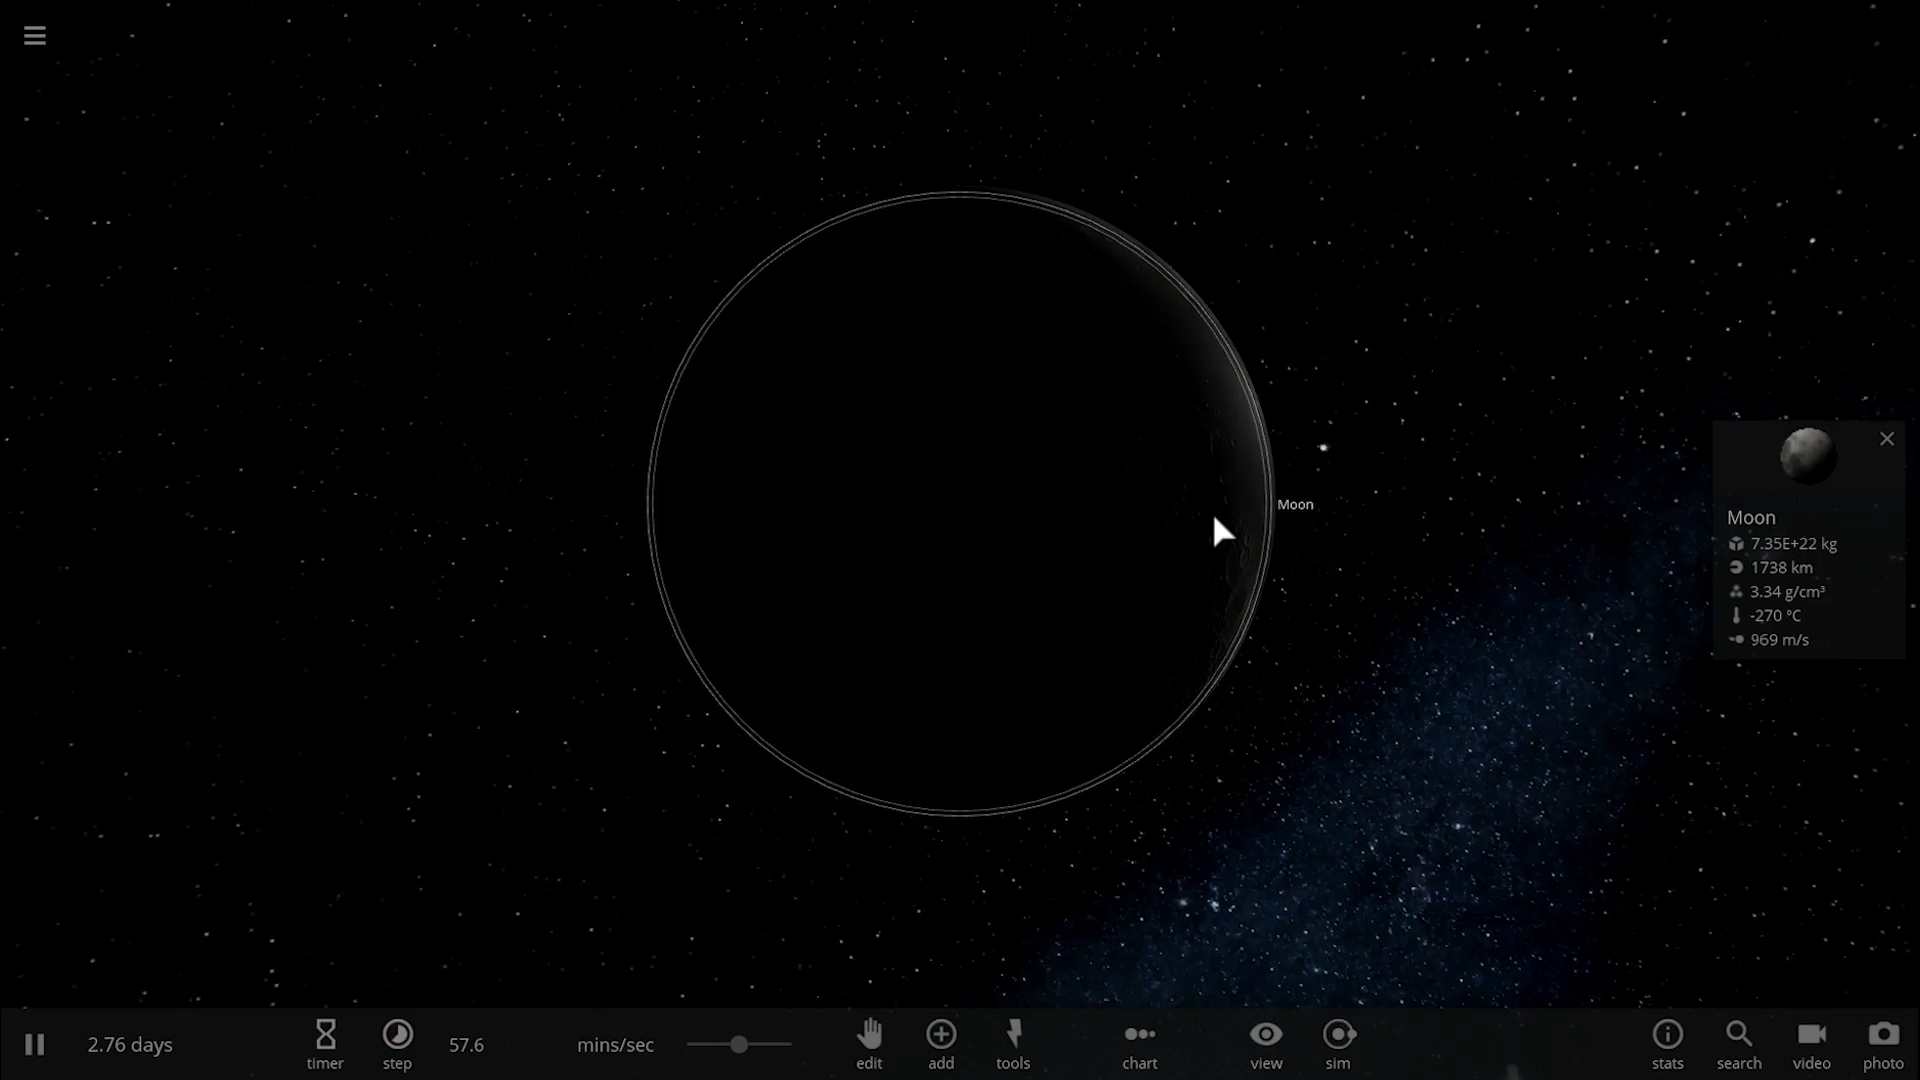 Moon
Moon
7.35E+22 kg
1738 km
3.34 g/cm³
-270 °C
969 m/s
2.76 days
timer
step
57.6
mins/sec
edit
add
tools
chart
view
sim
stats
search
video
photo